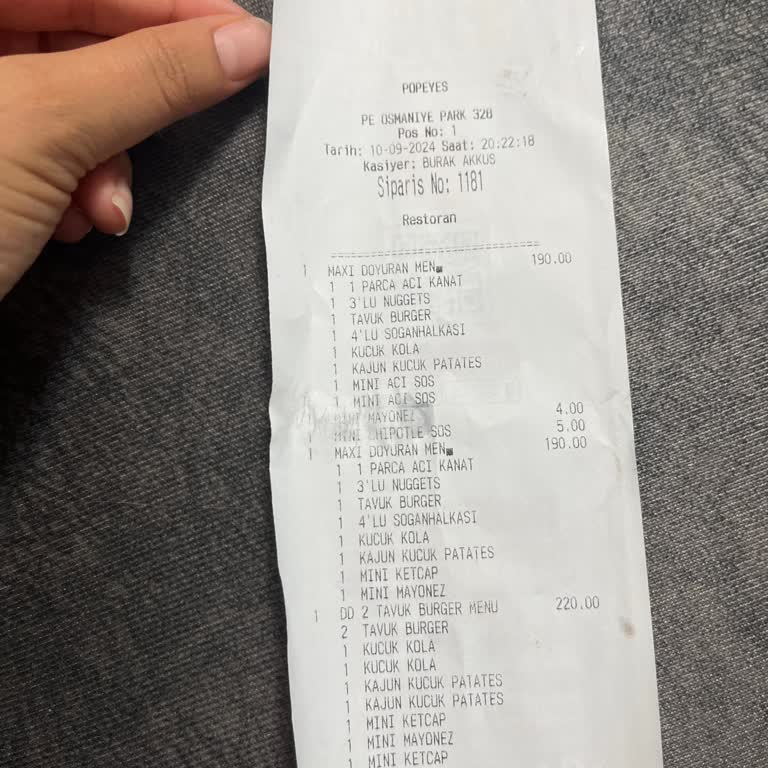 POPEYES
PE OSMANIYE PARK 320
Pos No: 1
Tarih: 10-09-2024 Saat: 20:22:18
Kasiyer: BURAK AKKUS
Siparis No: 1181
Restoran
1 MAXI DOYURAN MEN 190.00
1 1 PARCA ACI KANAT
1 3'LU NUGGETS
1 TAVUK BURGER
1 4'LU SOGANHALKASI
1 KUCUK KOLA
1 KAJUN KUCUK PATATES
1 MINI ACI SOS
1 MINI ACI SOS
1 MINI MAYONEZ 4.00
1 MINI CHIPOTLE SOS 5.00
1 MAXI DOYURAN MEN 190.00
1 1 PARCA ACI KANAT
1 3'LU NUGGETS
1 TAVUK BURGER
1 4'LU SOGANHALKASI
1 KUCUK KOLA
1 KAJUN KUCUK PATATES
1 MINI KETCAP
1 MINI MAYONEZ
1 DD 2 TAVUK BURGER MENU 220.00
2 TAVUK BURGER
1 KUCUK KOLA
1 KUCUK KOLA
1 KAJUN KUCUK PATATES
1 KAJUN KUCUK PATATES
1 MINI KETCAP
1 MINI MAYONEZ
1 MINI KETCAP